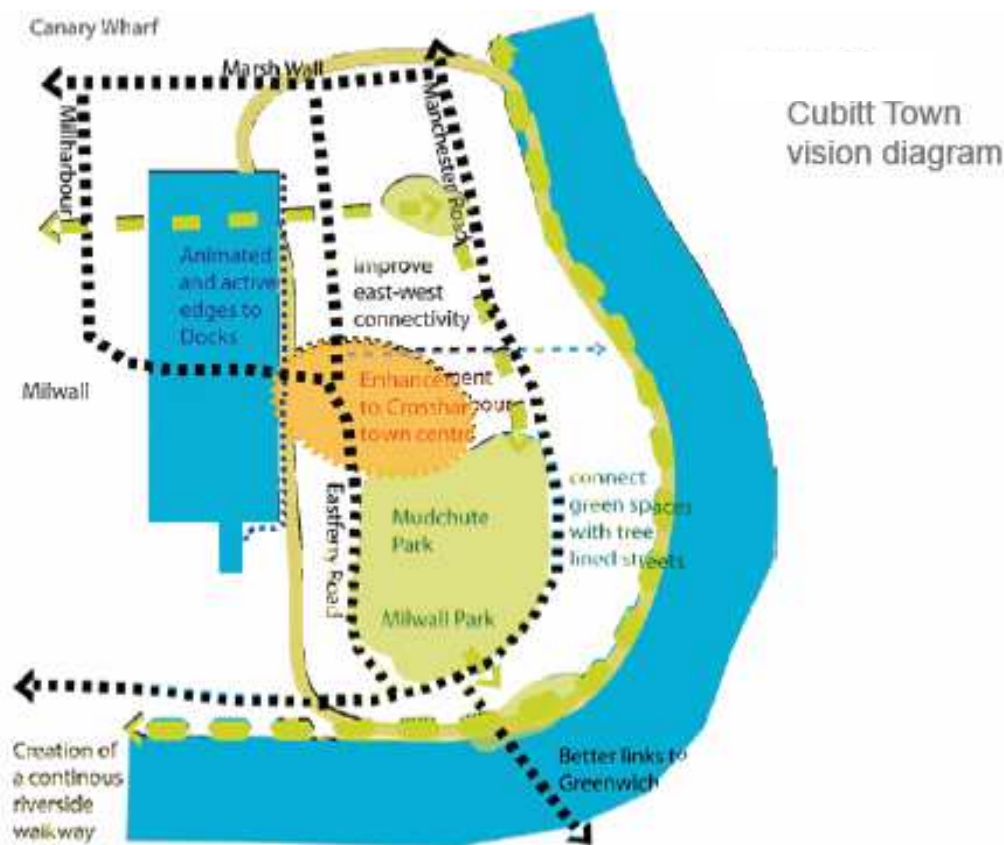 Canary Wharf
Cubitt Town
vision diagram
Marsh Wall
Millharbour
Manchester Road
Animated
and active
edges to
Docks
improve
east-west
connectivity
Milwall
Enhancement
to Crossharbour
town centre
Eastferry Road
Mudchute
Park
Milwall Park
connect
green spaces
with tree
lined streets
Creation of
a continous
riverside
walkway
Better links to
Greenwich